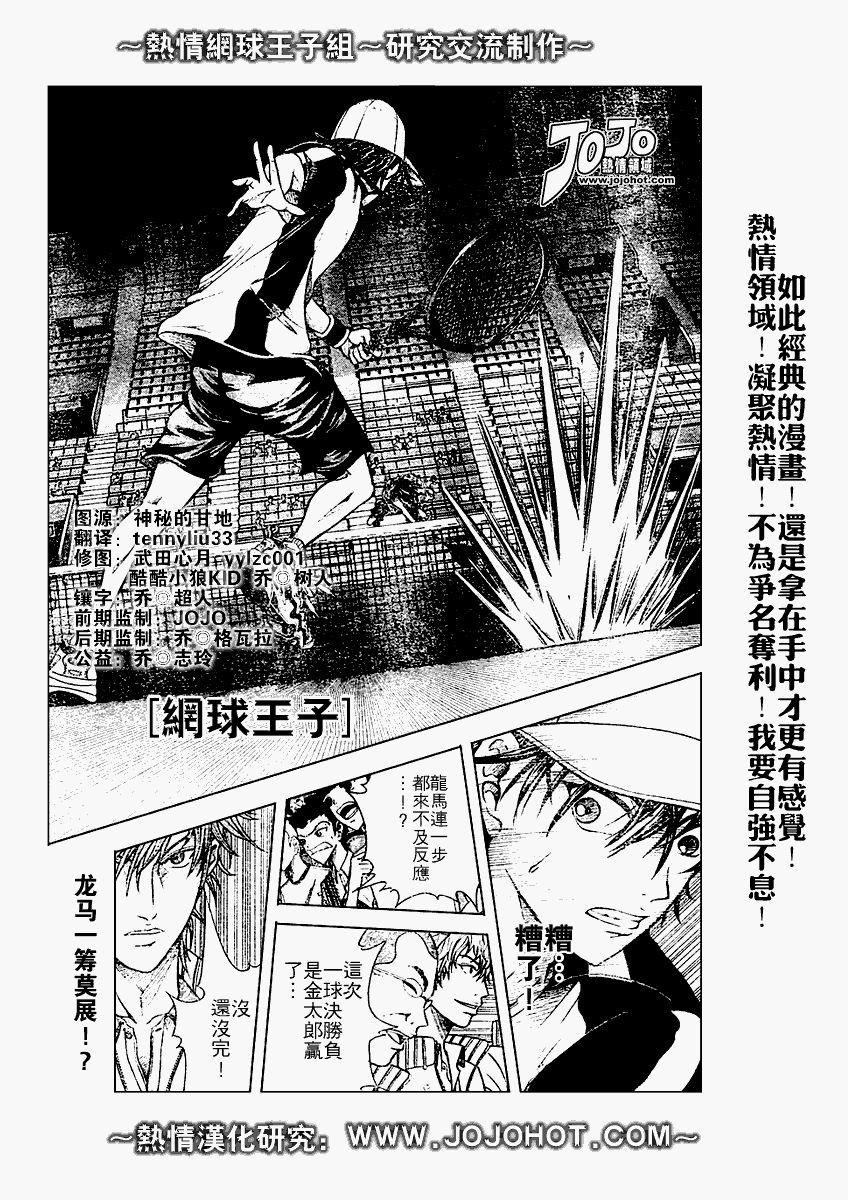 ～熱情網球王子組～研究交流制作～
JOJO
熱情領域
www.jojohot.com
如此經典的漫畫！還是拿在手中才更有感覺！
熱情領域！凝聚熱情！不為爭名奪利！我要自強不息！
图源：神秘的甘地
翻译：tennyliu33
修图：武田心月 yylzc001
酷酷小狼KID 乔◎树人
镶字：乔◎超人
前期监制：JOJO
后期监制：乔◎格瓦拉
公益：乔◎志玲
[網球王子]
糟…
糟了！
龍馬連一步
都來不及反應
…!?
這次
一球決勝負
是金太郎贏
了…
沒
還沒完！
龙马一筹莫展！?
～熱情漢化研究：WWW.JOJOHOT.COM～